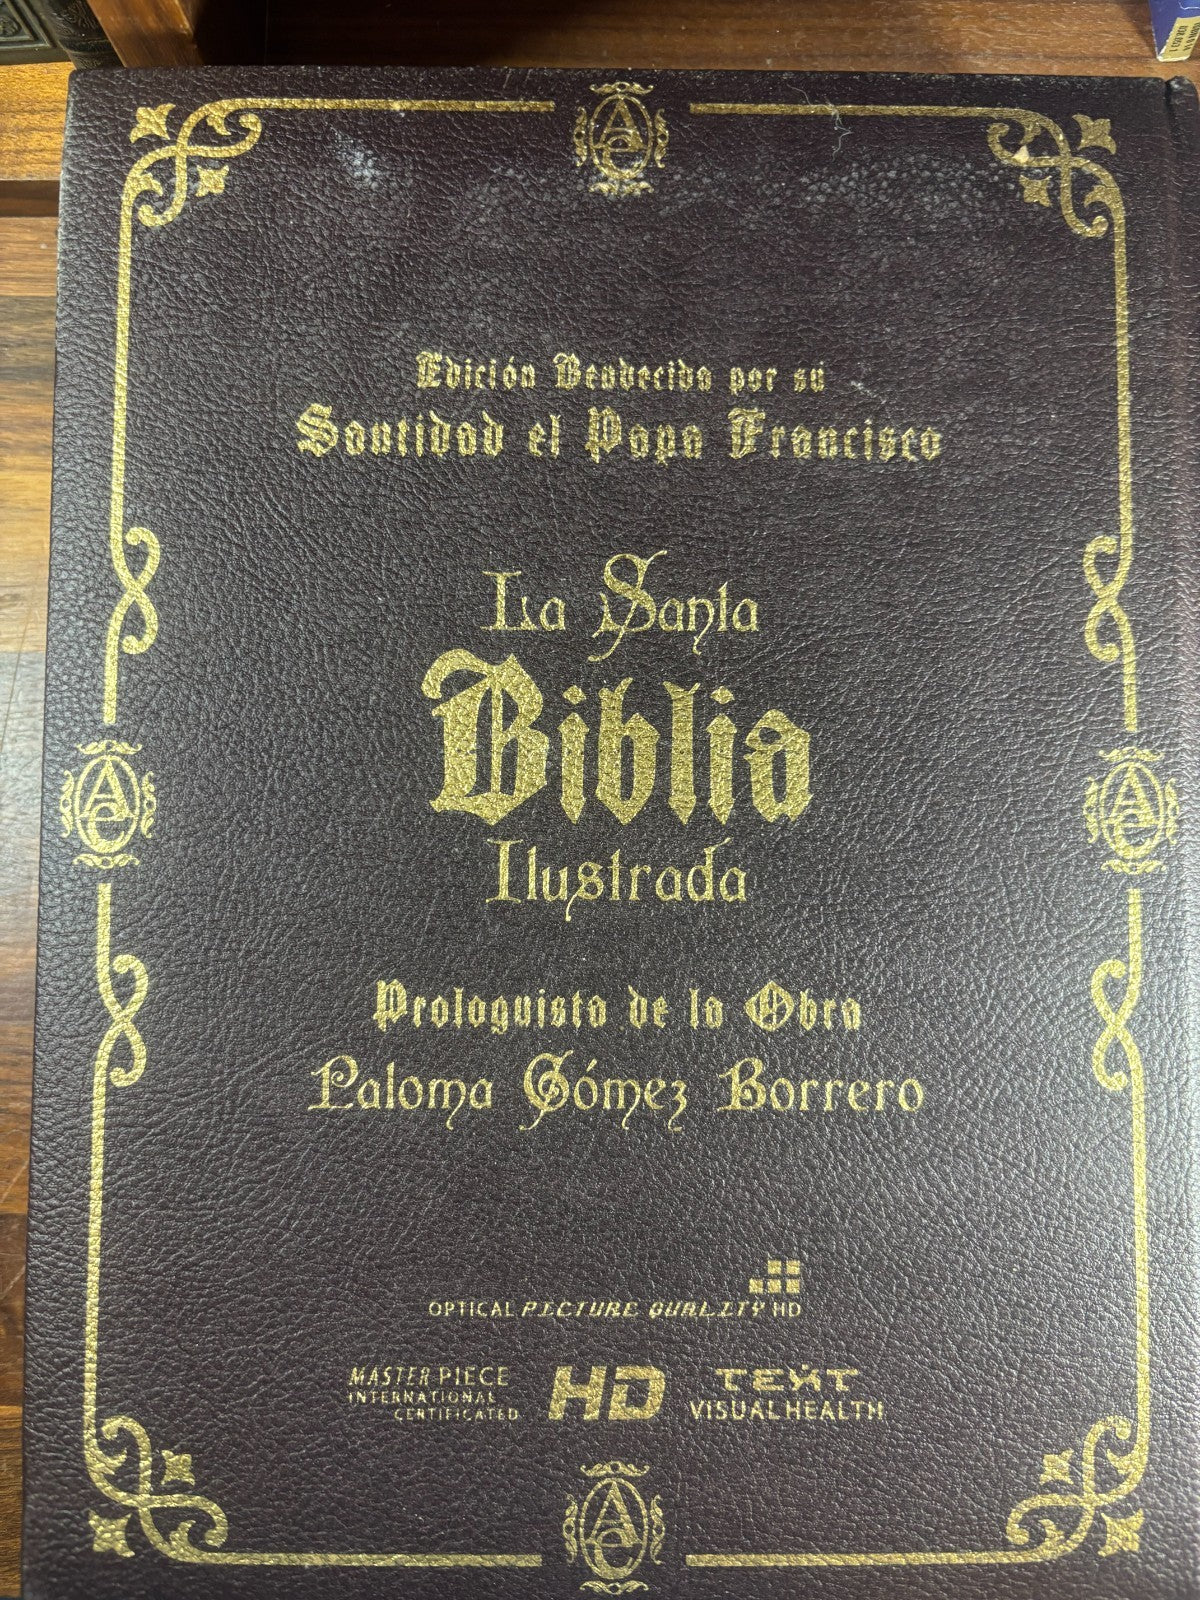 Edición Bendecida por su
Santidad el Papa Francisco
La Santa
Biblia
Ilustrada
Prologuista de la Obra
Paloma Gómez Borrero
OPTICAL PICTURE QUALITY HD
MASTER PIECE
INTERNATIONAL
CERTIFICATED
HD
TEXT
VISUAL HEALTH